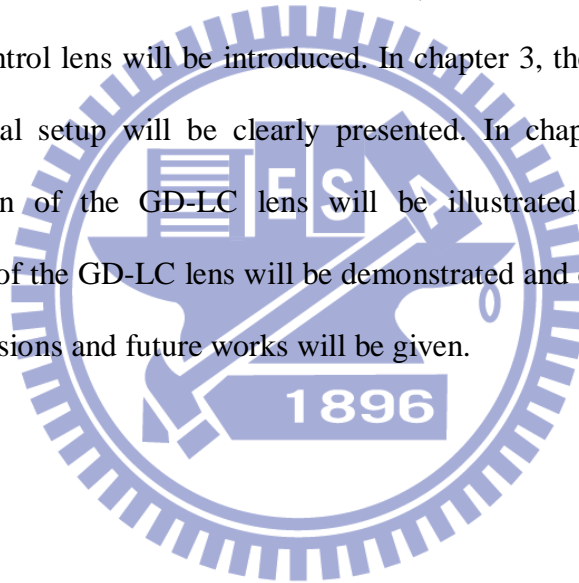 ntrol lens will be introduced. In chapter 3, the
al setup will be clearly presented. In chap
n of the GD-LC lens will be illustrated.
of the GD-LC lens will be demonstrated and
sions and future works will be given.
E S A
1896